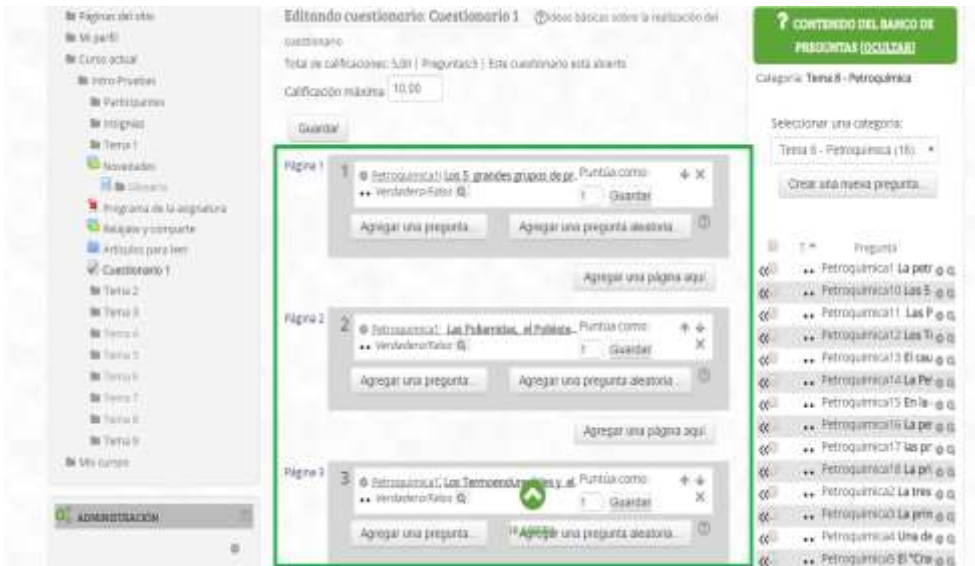 Páginas del sitio
Mi perfil
Curso actual
Intro-Pruebas
Participantes
Insignias
Tema 1
Novedades
Glosario
Programa de la asignatura
Relájate y comparte
Artículos para leer
Cuestionario 1
Tema 2
Tema 3
Tema 4
Tema 5
Tema 6
Tema 7
Tema 8
Tema 9
Mis cursos
ADMINISTRACIÓN
Editando cuestionario: Cuestionario 1 Ideas básicas sobre la realización del
cuestionario
Total de calificaciones: 5,00 | Preguntas:5 | Este cuestionario está abierto
Calificación máxima 10,00
Guardar
Página 1
1 Petroquímica1) Los 5 grandes grupos de pr. Puntúa como
Verdadero/Falso 1 Guardar
Agregar una pregunta... Agregar una pregunta aleatoria...
Agregar una página aquí
Página 2
2 Petroquímica1. Las Poliamidas, el Polieste... Puntúa como
Verdadero/Falso 1 Guardar
Agregar una pregunta... Agregar una pregunta aleatoria...
Agregar una página aquí
Página 3
3 Petroquímica1. Los y el Puntúa como
Verdadero/Falso 1 Guardar
Agregar una pregunta... Agregar una pregunta aleatoria...
? CONTENIDO DEL BANCO DE
PREGUNTAS [OCULTAR]
Categoría: Tema 8 - Petroquímica
Seleccionar una categoría:
Tema 8 - Petroquímica (18)
Crear una nueva pregunta...
T Pregunta
Petroquímica1 La petr
Petroquímica10 Los 5
Petroquímica11 Las P
Petroquímica12 Los T
Petroquímica13 El cau
Petroquímica14 La Pe
Petroquímica15 En la
Petroquímica16 La pe
Petroquímica17 las pr
Petroquímica18 La pri
Petroquímica2 La tres
Petroquímica3 La prin
Petroquímica4 Una de
Petroquímica5 El "Cra